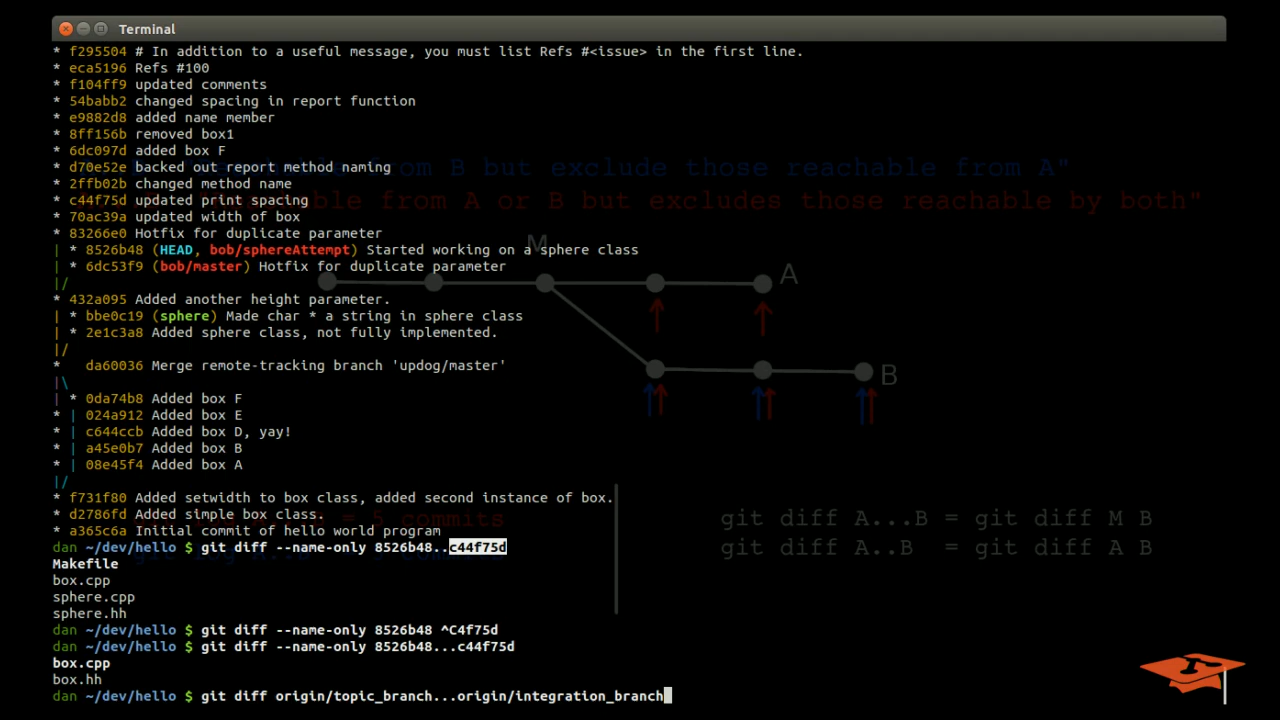 Terminal
* f295504 # In addition to a useful message, you must list Refs #<issue> in the first line.
* eca5196 Refs #100
* f104ff9 updated comments
* 54babb2 changed spacing in report function
* e9882d8 added name member
* 8ff156b removed box1
* 6dc097d added box F
* d70e52e backed out report method naming
from B but exclude those reachable from A"
* 2ffb02b changed method name
* c44f75d updated print spacing
from A or B but excludes those reachable by both"
* 70ac39a updated width of box
* 83266e0 Hotfix for duplicate parameter
M
| * 8526b48 (HEAD, bob/sphereAttempt) Started working on a sphere class
| * 6dc53f9 (bob/master) Hotfix for duplicate parameter
A
|/
* 432a095 Added another height parameter.
| * bbe0c19 (sphere) Made char * a string in sphere class
| * 2e1c3a8 Added sphere class, not fully implemented.
|/
*   da60036 Merge remote-tracking branch 'updog/master'
B
|\
| * 0da74b8 Added box F
* | 024a912 Added box E
* | c644ccb Added box D, yay!
* | a45e0b7 Added box B
* | 08e45f4 Added box A
|/
* f731f80 Added setwidth to box class, added second instance of box.
* d2786fd Added simple box class.
= 5 commits
git diff A...B = git diff M B
* a365c6a Initial commit of hello world program
dan ~/dev/hello $ git diff --name-only 8526b48..c44f75d
git diff A..B = git diff A B
Makefile
box.cpp
sphere.cpp
sphere.hh
dan ~/dev/hello $ git diff --name-only 8526b48 ^C4f75d
dan ~/dev/hello $ git diff --name-only 8526b48...c44f75d
box.cpp
box.hh
dan ~/dev/hello $ git diff origin/topic_branch...origin/integration_branch